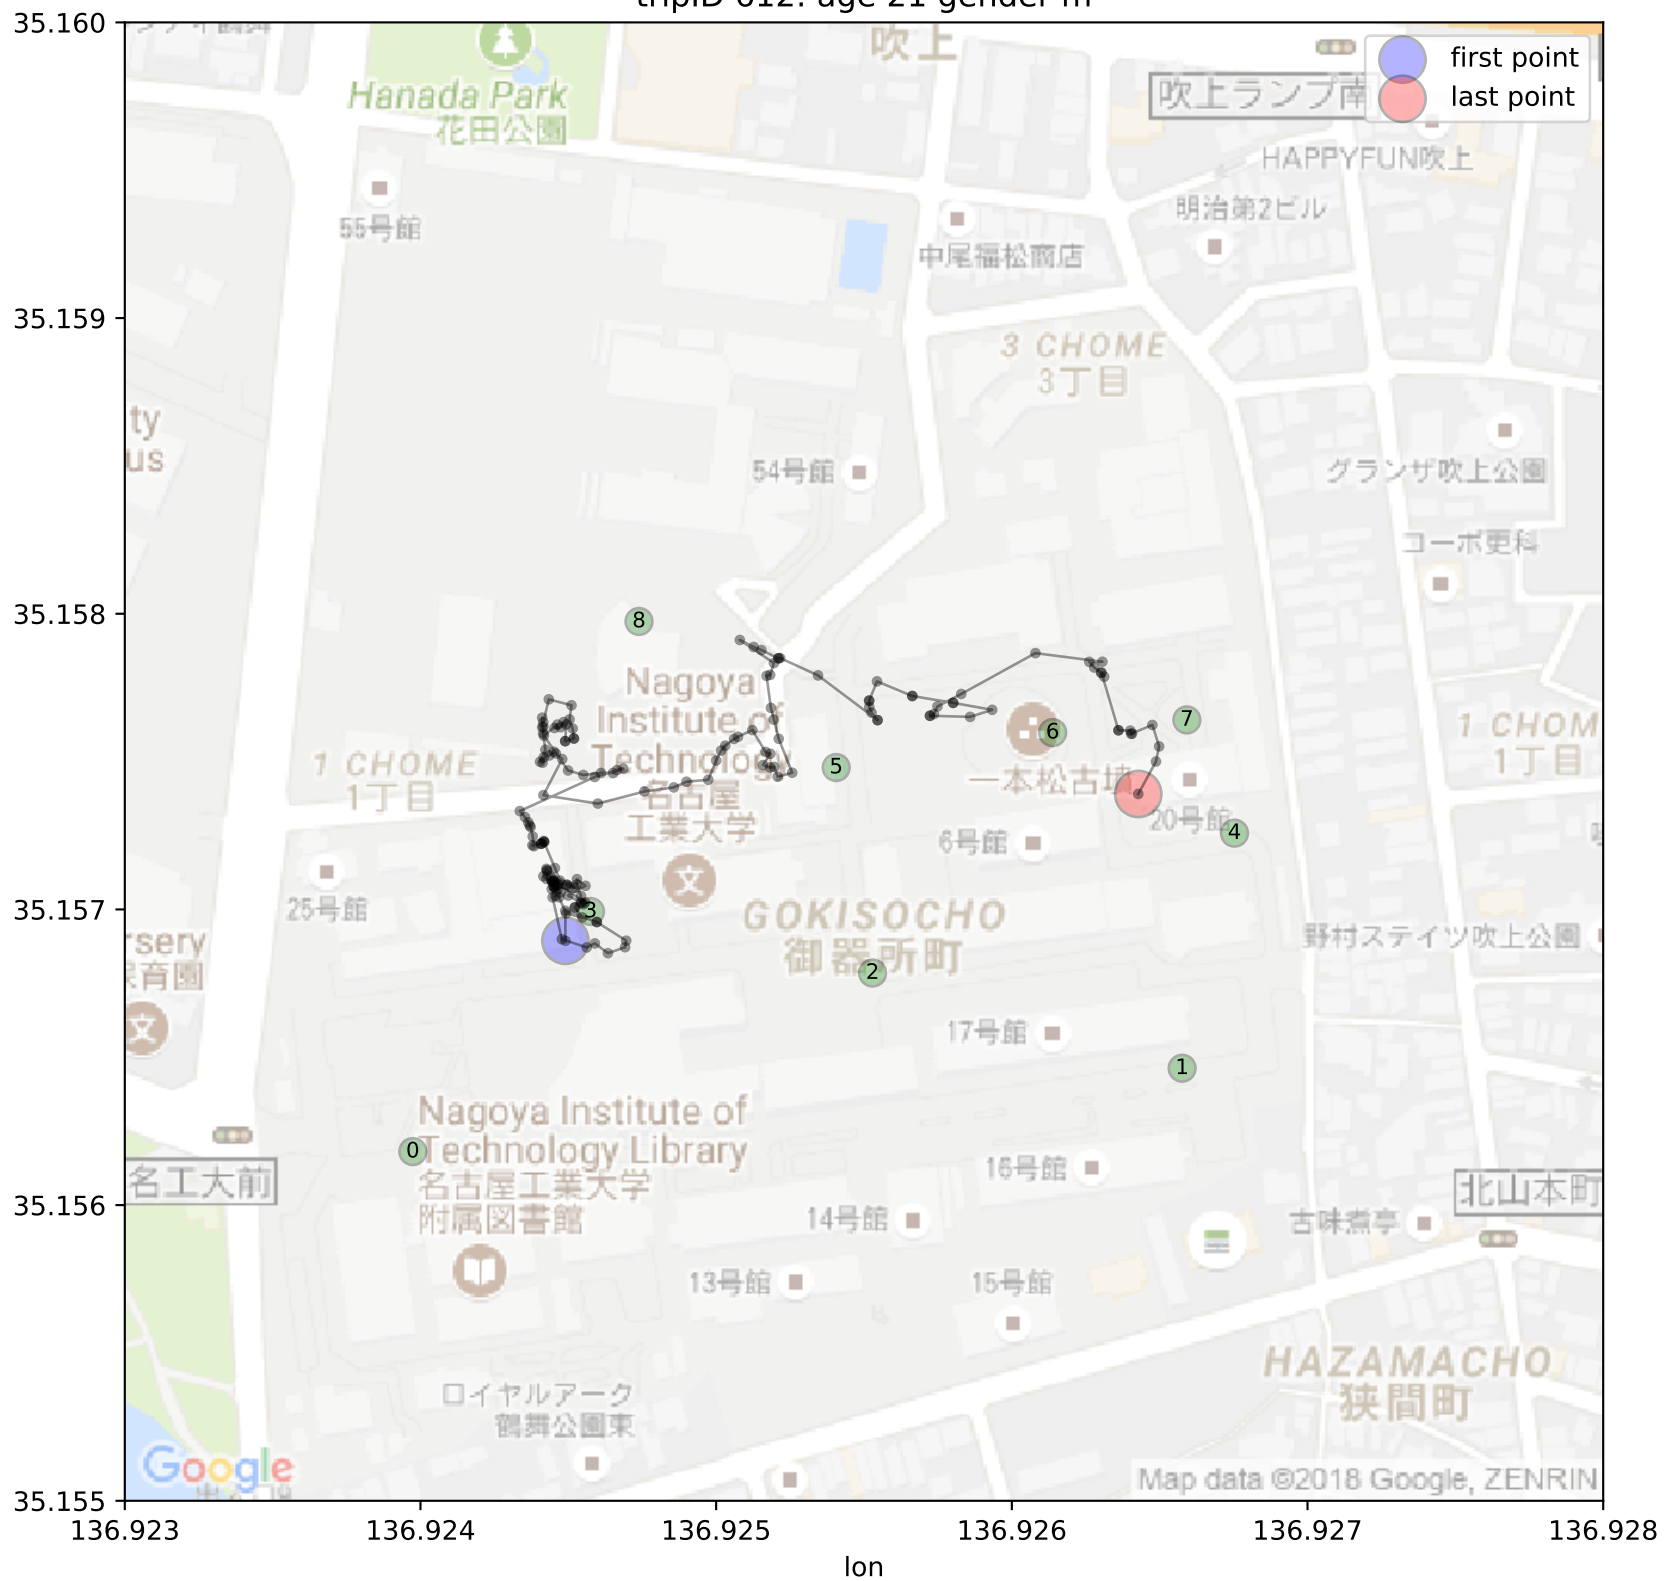 35.160
35.159
35.158
35.157
35.156
35.155
136.923
136.924
136.925
136.926
136.927
136.928
lon
first point
last point
吹上
吹上ランプ南
Hanada Park
花田公園
HAPPYFUN吹上
明治第2ビル
55号館
中尾福松商店
3 CHOME
3丁目
ty
us
54号館
グランザ吹上公園
コーポ更科
8
Nagoya
Institute of
Technology
名古屋
工業大学
7
6
5
1 CHOME
1丁目
1 CHOM
1丁目
一本松古墳
20号館
4
6号館
25号館
3
GOKISOCHO
御器所町
野村ステイツ吹上公園
rsery
保育園
2
17号館
1
Nagoya Institute of
Technology Library
名古屋工業大学
附属図書館
0
名工大前
16号館
北山本町
14号館
古味煮亭
13号館
15号館
HAZAMACHO
狭間町
ロイヤルアーク
鶴舞公園東
Google
Map data ©2018 Google, ZENRIN